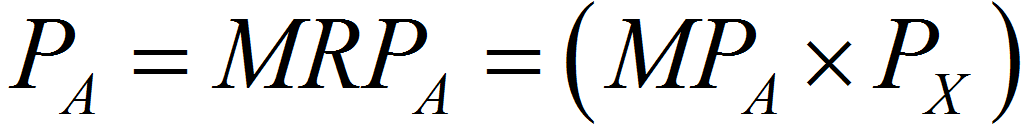 P_A = MRP_A = (MP_A × P_X)